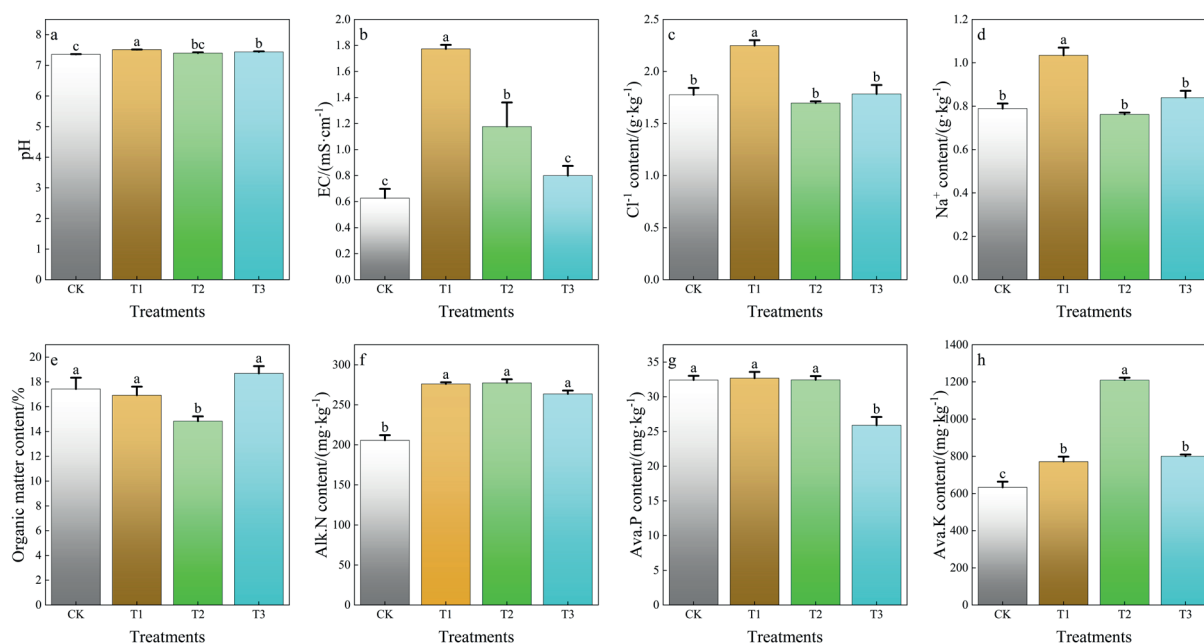 a
pH
8
7
6
5
4
3
2
1
0
c
a
bc
b
CK
T1
T2
T3
Treatments
b
EC/(mS·cm⁻¹)
2.0
1.8
1.6
1.4
1.2
1.0
0.8
0.6
0.4
0.2
0.0
c
a
b
c
CK
T1
T2
T3
Treatments
c
Cl⁻¹ content/(g·kg⁻¹)
2.5
2.0
1.5
1.0
0.5
0.0
b
a
b
b
CK
T1
T2
T3
Treatments
d
Na⁺ content/(g·kg⁻¹)
1.2
1.0
0.8
0.6
0.4
0.2
0.0
b
a
b
b
CK
T1
T2
T3
Treatments
e
Organic matter content/%
20
18
16
14
12
10
8
6
4
2
0
a
a
b
a
CK
T1
T2
T3
Treatments
f
Alk.N content/(mg·kg⁻¹)
300
250
200
150
100
50
0
b
a
a
a
CK
T1
T2
T3
Treatments
g
Ava.P content/(mg·kg⁻¹)
35
30
25
20
15
10
5
0
a
a
a
b
CK
T1
T2
T3
Treatments
h
Ava.K content/(mg·kg⁻¹)
1400
1200
1000
800
600
400
200
0
c
b
a
b
CK
T1
T2
T3
Treatments